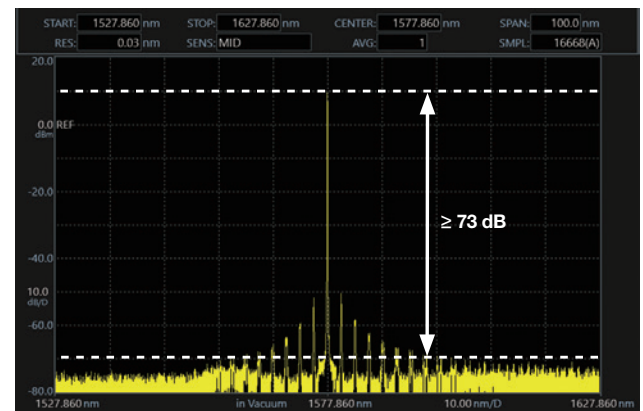 START: 1527.860 nm STOP: 1627.860 nm CENTER: 1577.860 nm SPAN: 100.0 nm
RES: 0.03 nm SENS: MID AVG: 1 SMPL: 16668(A)
20.0
0.0 REF
dBm
-20.0
≥ 73 dB
-40.0
10.0
dB/D
-60.0
-80.0
1527.860 nm in Vacuum 1577.860 nm 10.00 nm/D 1627.860 nm